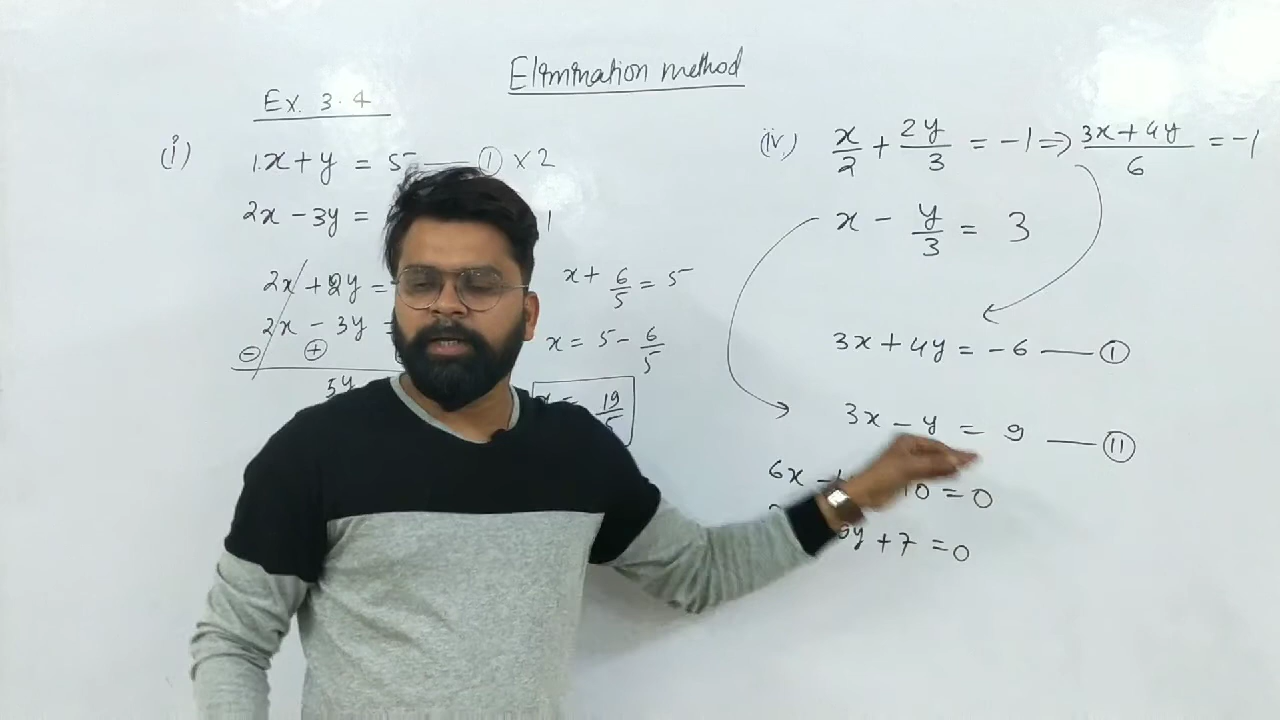 Elimination method
Ex. 3.4
(i)
1.x + y = 5 — ① × 2
2x - 3y =
1
2x + 2y =
2x - 3y =
⊖ ⊕
5y
x + 6/5 = 5
x = 5 - 6/5
19/5
(iv) x/2 + 2y/3 = -1 ⇒ (3x + 4y)/6 = -1
x - y/3 = 3
3x + 4y = -6 — ①
3x - y = 9 — ⑪
6x 10 = 0
y + 7 = 0